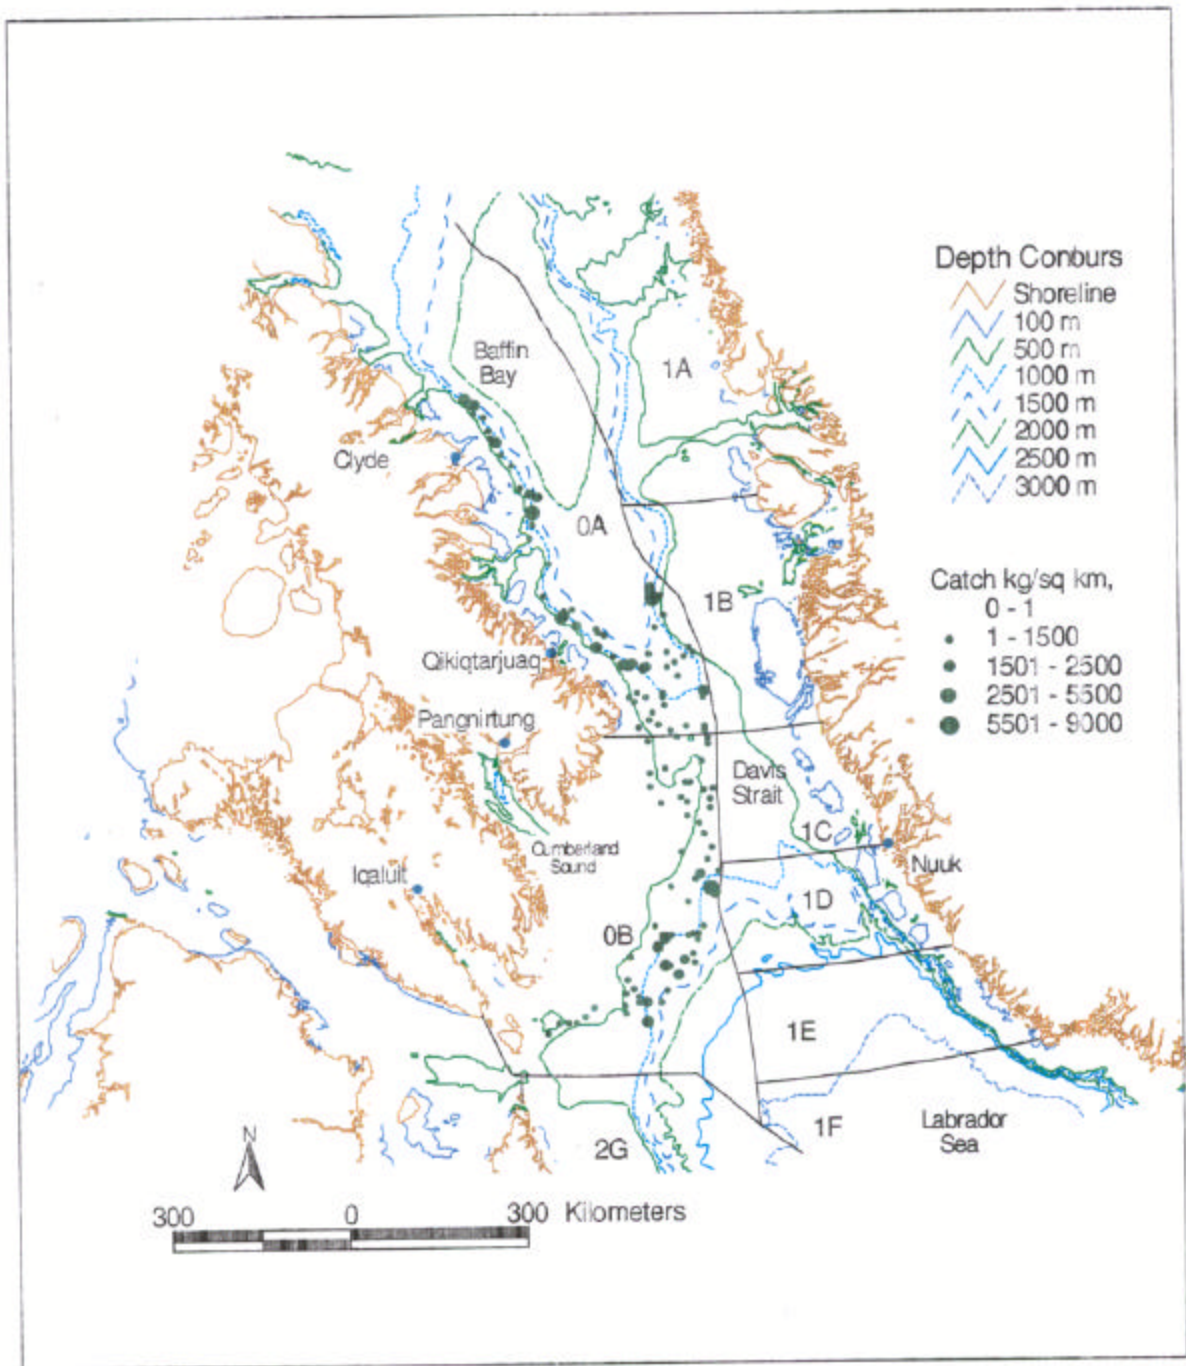 Depth Conburs
Shoreline
100 m
500 m
1000 m
1500 m
2000 m
2500 m
3000 m
Baffin
Bay
1A
Clyde
0A
Catch kg/sq km,
0 - 1
1 - 1500
1501 - 2500
2501 - 5500
5501 - 9000
1B
Qikiqtarjuaq
Pangnirtung
Davis
Strait
Cumberland
Sound
1C
Nuuk
Iqaluit
1D
0B
1E
1F
Labrador
Sea
2G
N
300 0 300 Kilometers